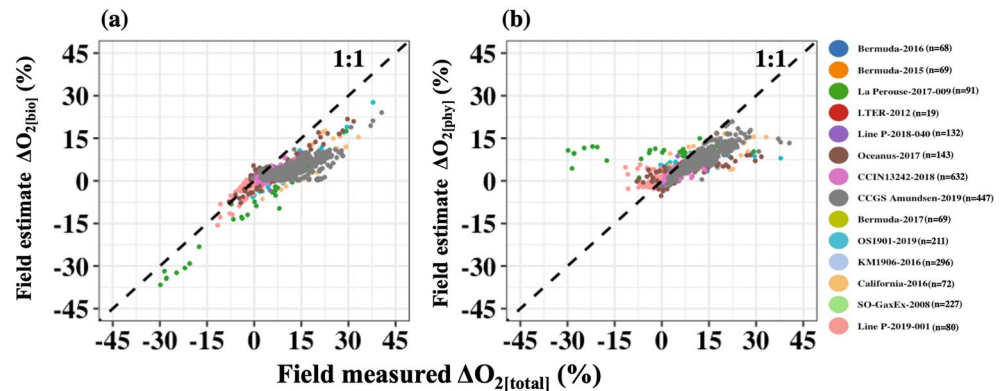 (a)
(b)
Field estimate ΔO2[bio] (%)
45
30
15
0
-15
-30
-45
1:1
-45 -30 -15 0 15 30 45
Field estimate ΔO2[phy] (%)
45
30
15
0
-15
-30
-45
1:1
-45 -30 -15 0 15 30 45
Field measured ΔO2[total] (%)
Bermuda-2016 (n=68)
Bermuda-2015 (n=69)
La Perouse-2017-009 (n=91)
LTER-2012 (n=19)
Line P-2018-040 (n=132)
Oceanus-2017 (n=143)
CCIN13242-2018 (n=632)
CCGS Amundsen-2019 (n=447)
Bermuda-2017 (n=69)
OS1901-2019 (n=211)
KM1906-2016 (n=296)
California-2016 (n=72)
SO-GaxEx-2008 (n=227)
Line P-2019-001 (n=80)